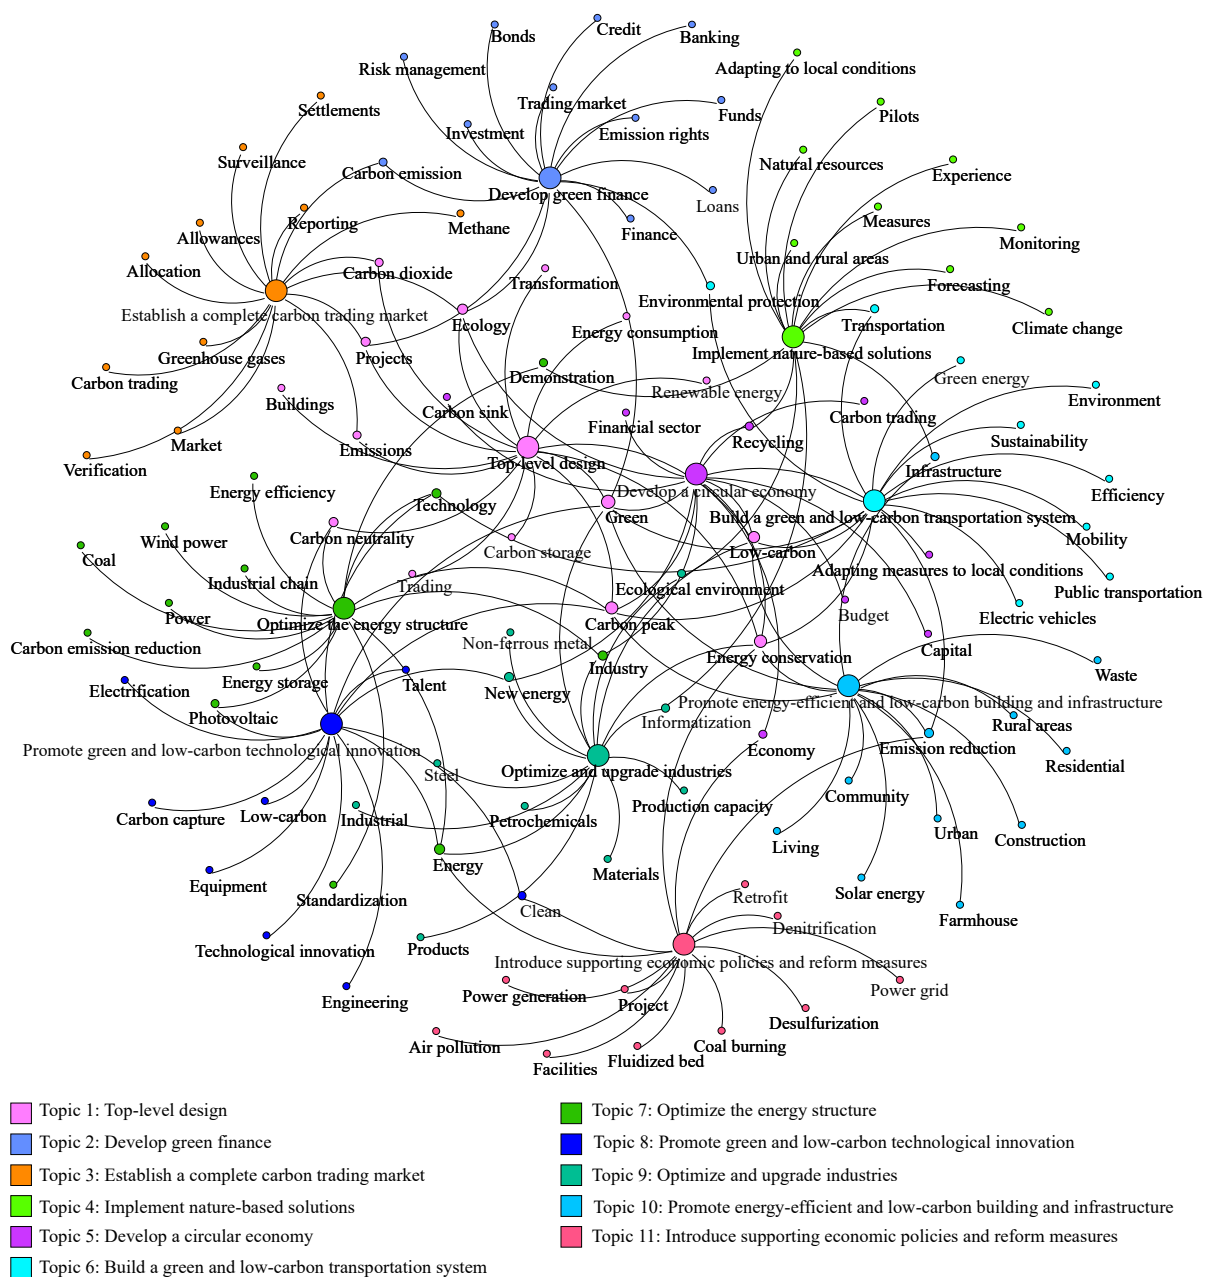 Credit
Bonds
Banking
Risk management
Adapting to local conditions
Trading market
Settlements
Funds
Pilots
Investment
Emission rights
Surveillance
Natural resources
Carbon emission
Experience
Develop green finance
Loans
Reporting
Measures
Methane
Allowances
Finance
Monitoring
Urban and rural areas
Allocation
Carbon dioxide
Transformation
Forecasting
Environmental protection
Establish a complete carbon trading market
Ecology
Transportation
Climate change
Energy consumption
Implement nature-based solutions
Greenhouse gases
Projects
Demonstration
Green energy
Carbon trading
Renewable energy
Environment
Buildings
Carbon sink
Carbon trading
Financial sector
Recycling
Sustainability
Market
Emissions
Top-level design
Verification
Infrastructure
Energy efficiency
Develop a circular economy
Efficiency
Technology
Green
Build a green and low-carbon transportation system
Carbon neutrality
Wind power
Mobility
Carbon storage
Low-carbon
Coal
Adapting measures to local conditions
Industrial chain
Trading
Ecological environment
Public transportation
Power
Budget
Electric vehicles
Optimize the energy structure
Carbon peak
Non-ferrous metal
Carbon emission reduction
Capital
Energy conservation
Industry
Waste
Energy storage
Talent
Electrification
New energy
Promote energy-efficient and low-carbon building and infrastructure
Photovoltaic
Informatization
Rural areas
Promote green and low-carbon technological innovation
Economy
Emission reduction
Residential
Steel
Optimize and upgrade industries
Community
Production capacity
Low-carbon
Carbon capture
Industrial
Petrochemicals
Urban
Construction
Living
Energy
Materials
Equipment
Solar energy
Retrofit
Standardization
Clean
Farmhouse
Denitrification
Technological innovation
Products
Introduce supporting economic policies and reform measures
Power grid
Power generation
Engineering
Project
Desulfurization
Air pollution
Coal burning
Fluidized bed
Facilities
Topic 1: Top-level design
Topic 2: Develop green finance
Topic 3: Establish a complete carbon trading market
Topic 4: Implement nature-based solutions
Topic 5: Develop a circular economy
Topic 6: Build a green and low-carbon transportation system
Topic 7: Optimize the energy structure
Topic 8: Promote green and low-carbon technological innovation
Topic 9: Optimize and upgrade industries
Topic 10: Promote energy-efficient and low-carbon building and infrastructure
Topic 11: Introduce supporting economic policies and reform measures